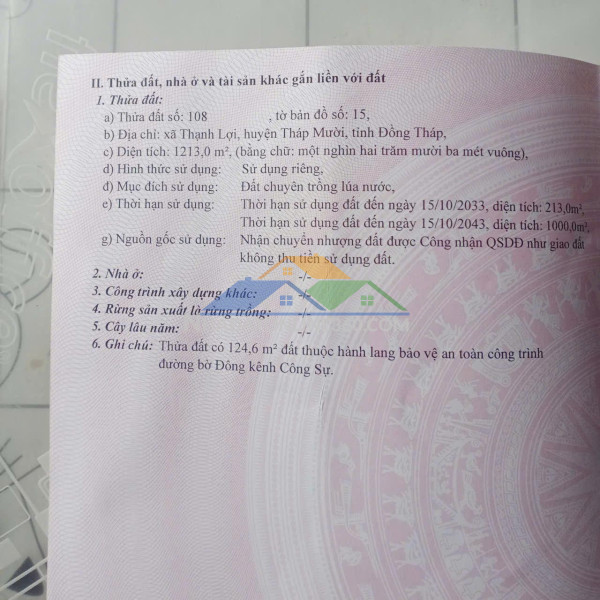 II. Thửa đất, nhà ở và tài sản khác gắn liền với đất
1. Thửa đất:
a) Thửa đất số: 108 , tờ bản đồ số: 15,
b) Địa chỉ: xã Thạnh Lợi, huyện Tháp Mười, tỉnh Đồng Tháp,
c) Diện tích: 1213,0 m², (bằng chữ: một nghìn hai trăm mười ba mét vuông),
d) Hình thức sử dụng: Sử dụng riêng,
đ) Mục đích sử dụng: Đất chuyên trồng lúa nước,
e) Thời hạn sử dụng: Thời hạn sử dụng đất đến ngày 15/10/2033, diện tích: 213,0m²,
Thời hạn sử dụng đất đến ngày 15/10/2043, diện tích: 1000,0m²,
g) Nguồn gốc sử dụng: Nhận chuyển nhượng đất được Công nhận QSDĐ như giao đất
không thu tiền sử dụng đất.
2. Nhà ở: -/-
3. Công trình xây dựng khác: -/-
4. Rừng sản xuất là rừng trồng: -/-
5. Cây lâu năm: -/-
6. Ghi chú: Thửa đất có 124,6 m² đất thuộc hành lang bảo vệ an toàn công trình
đường bờ Đông kênh Công Sự.